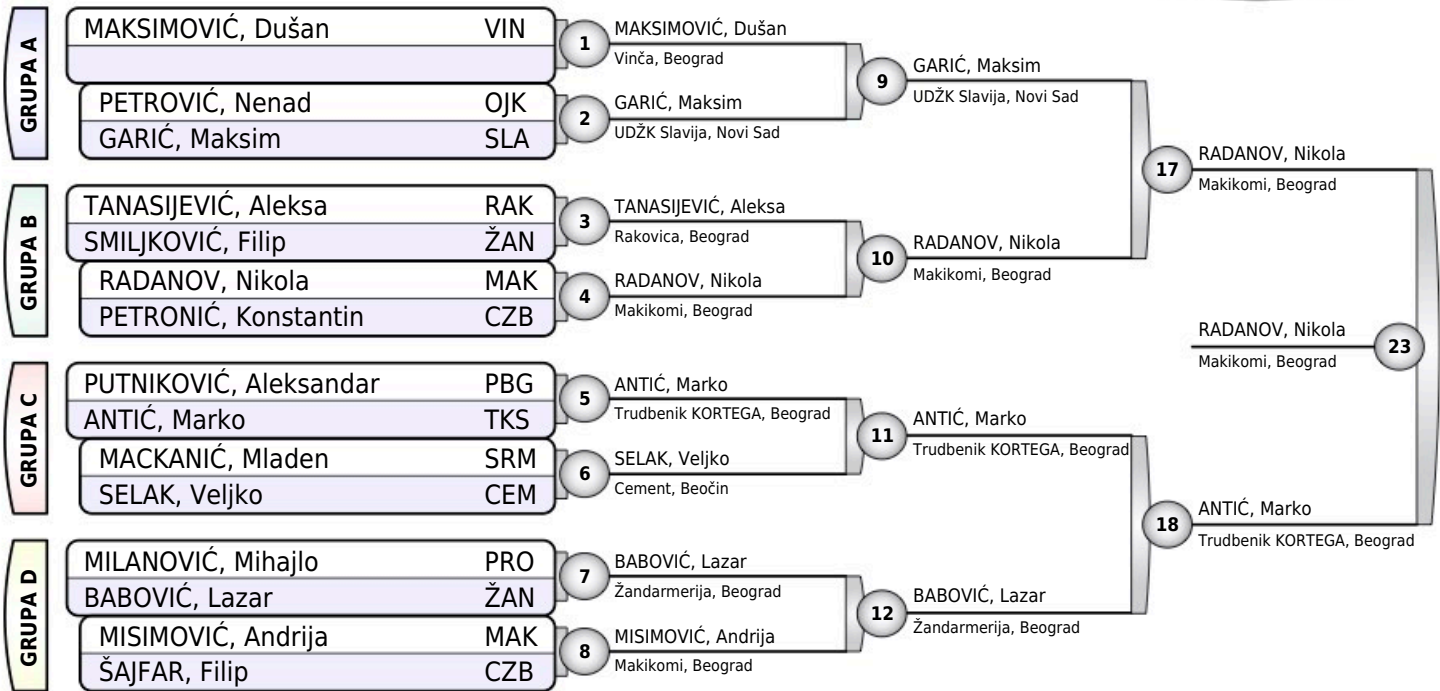 GRUPA A
MAKSIMOVIĆ, Dušan VIN
PETROVIĆ, Nenad OJK
GARIĆ, Maksim SLA
GRUPA B
TANASIJEVIĆ, Aleksa RAK
SMILJKOVIĆ, Filip ŽAN
RADANOV, Nikola MAK
PETRONIĆ, Konstantin CZB
GRUPA C
PUTNIKOVIĆ, Aleksandar PBG
ANTIĆ, Marko TKS
MACKANIĆ, Mladen SRM
SELAK, Veljko CEM
GRUPA D
MILANOVIĆ, Mihajlo PRO
BABOVIĆ, Lazar ŽAN
MISIMOVIĆ, Andrija MAK
ŠAJFAR, Filip CZB
1
MAKSIMOVIĆ, Dušan
Vinča, Beograd
2
GARIĆ, Maksim
UDŽK Slavija, Novi Sad
3
TANASIJEVIĆ, Aleksa
Rakovica, Beograd
4
RADANOV, Nikola
Makikomi, Beograd
5
ANTIĆ, Marko
Trudbenik KORTEGA, Beograd
6
SELAK, Veljko
Cement, Beočin
7
BABOVIĆ, Lazar
Žandarmerija, Beograd
8
MISIMOVIĆ, Andrija
Makikomi, Beograd
9
GARIĆ, Maksim
UDŽK Slavija, Novi Sad
10
RADANOV, Nikola
Makikomi, Beograd
11
ANTIĆ, Marko
Trudbenik KORTEGA, Beograd
12
BABOVIĆ, Lazar
Žandarmerija, Beograd
17
RADANOV, Nikola
Makikomi, Beograd
18
ANTIĆ, Marko
Trudbenik KORTEGA, Beograd
RADANOV, Nikola
Makikomi, Beograd
23